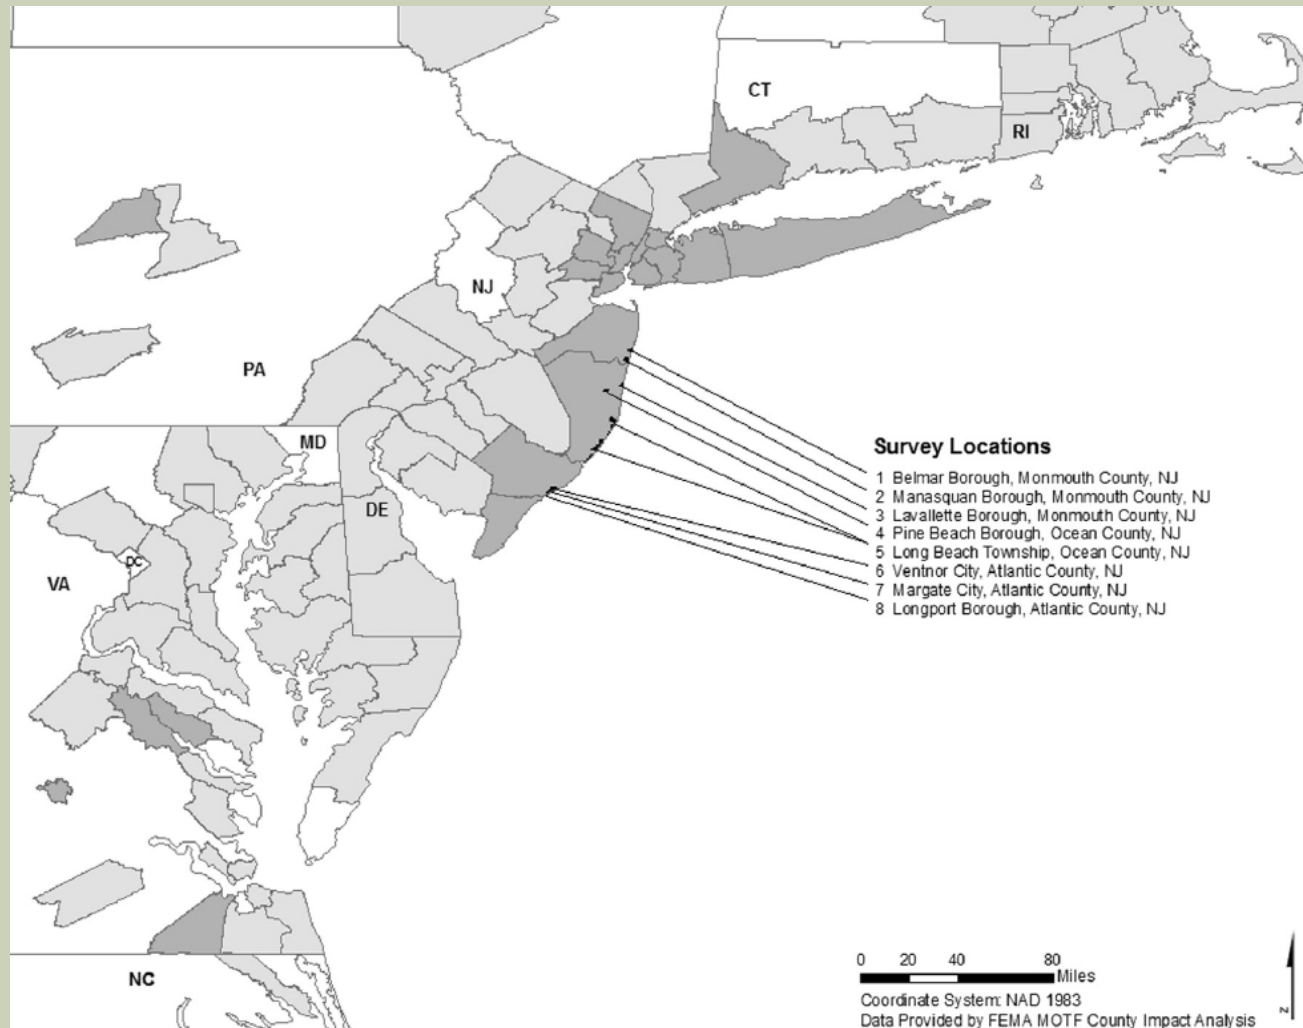 CT
RI
NJ
PA
MD
DE
DC
VA
NC
Survey Locations
1 Belmar Borough, Monmouth County, NJ
2 Manasquan Borough, Monmouth County, NJ
3 Lavallette Borough, Monmouth County, NJ
4 Pine Beach Borough, Ocean County, NJ
5 Long Beach Township, Ocean County, NJ
6 Ventnor City, Atlantic County, NJ
7 Margate City, Atlantic County, NJ
8 Longport Borough, Atlantic County, NJ
0 20 40 80
Miles
Coordinate System: NAD 1983
Data Provided by FEMA MOTF County Impact Analysis
N